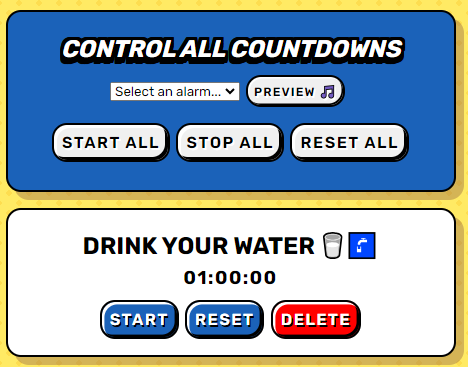 CONTROL ALL COUNTDOWNS
Select an alarm... PREVIEW 🎵
START ALL STOP ALL RESET ALL
DRINK YOUR WATER 🥛🚰
01:00:00
START RESET DELETE